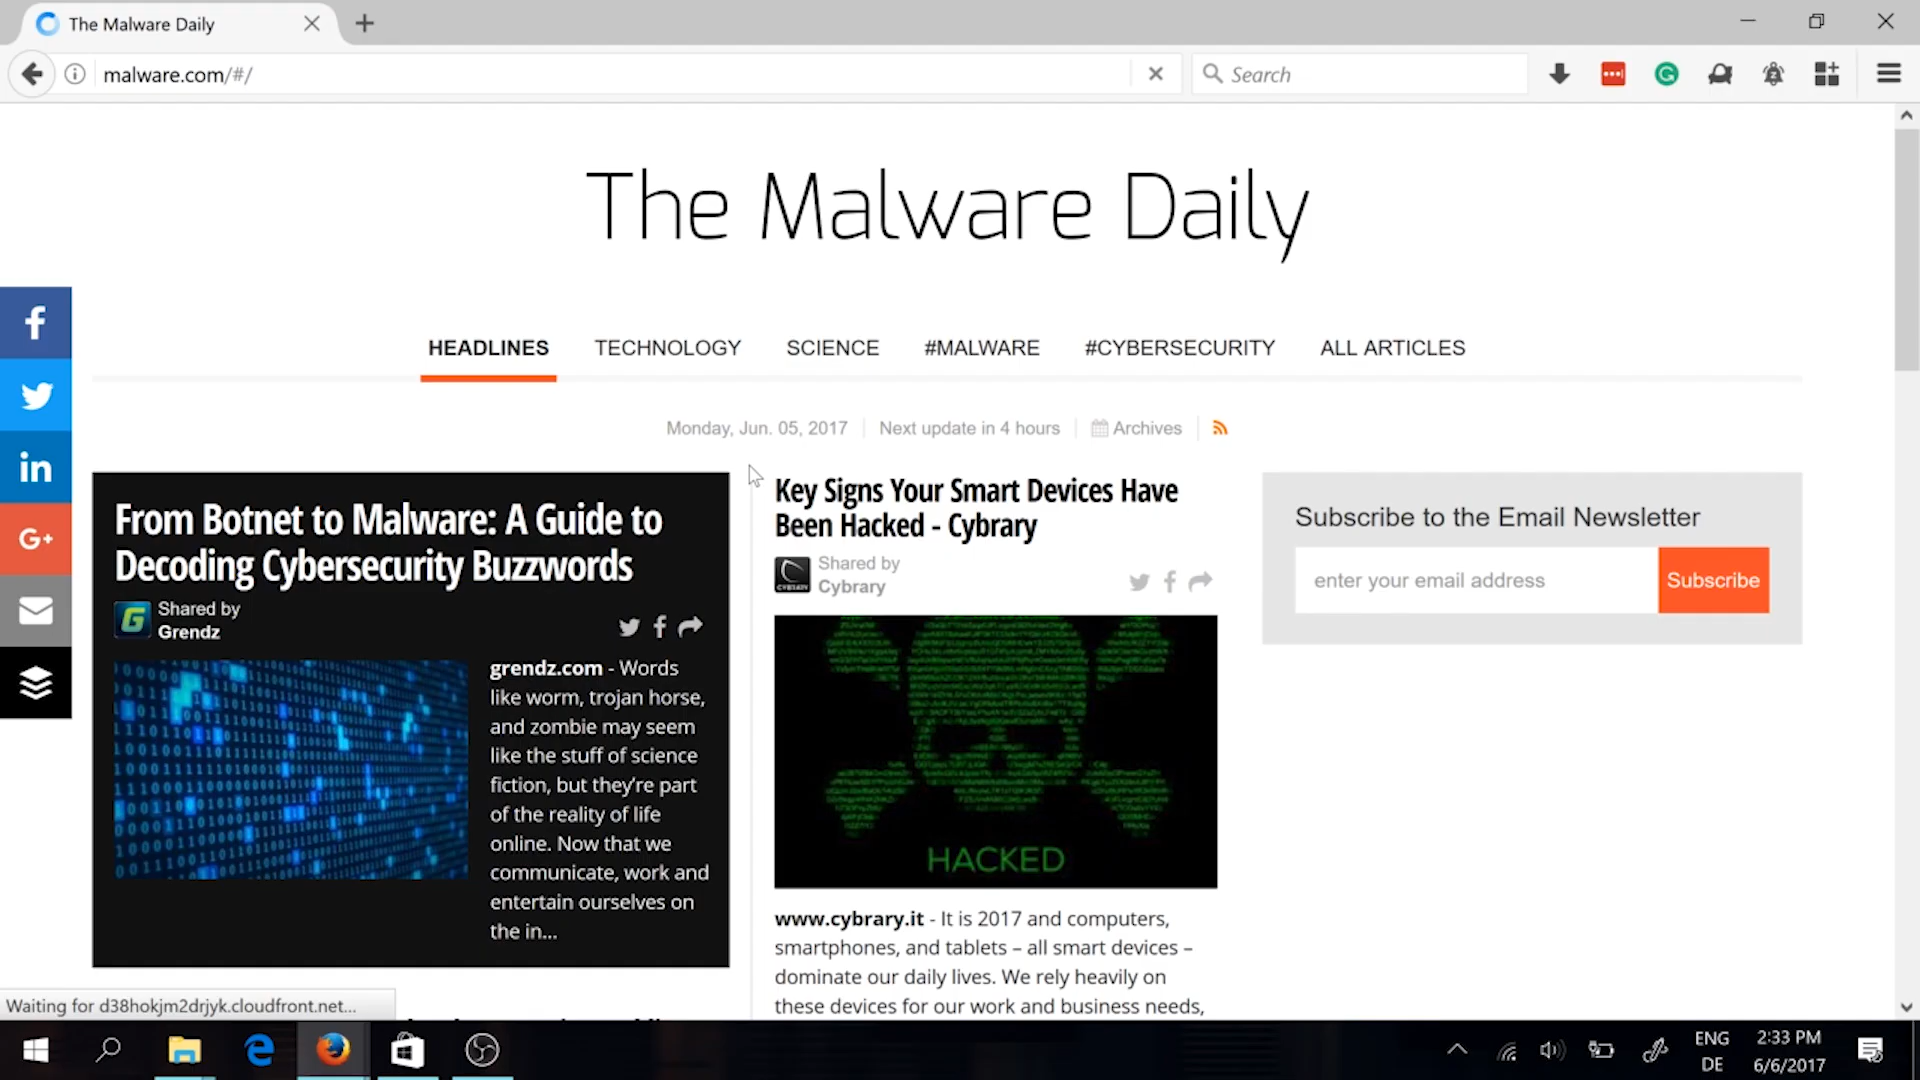 The Malware Daily
malware.com/#/
Search
The Malware Daily
HEADLINES
TECHNOLOGY
SCIENCE
#MALWARE
#CYBERSECURITY
ALL ARTICLES
Monday, Jun. 05, 2017
Next update in 4 hours
Archives
From Botnet to Malware: A Guide to
Decoding Cybersecurity Buzzwords
Shared by
Grendz
grendz.com - Words
like worm, trojan horse,
and zombie may seem
like the stuff of science
fiction, but they're part
of the reality of life
online. Now that we
communicate, work and
entertain ourselves on
the in...
Key Signs Your Smart Devices Have
Been Hacked - Cybrary
Shared by
Cybrary
HACKED
www.cybrary.it - It is 2017 and computers,
smartphones, and tablets – all smart devices –
dominate our daily lives. We rely heavily on
these devices for our work and business needs,
Subscribe to the Email Newsletter
enter your email address
Subscribe
Waiting for d38hokjm2drjyk.cloudfront.net...
ENG
DE
2:33 PM
6/6/2017